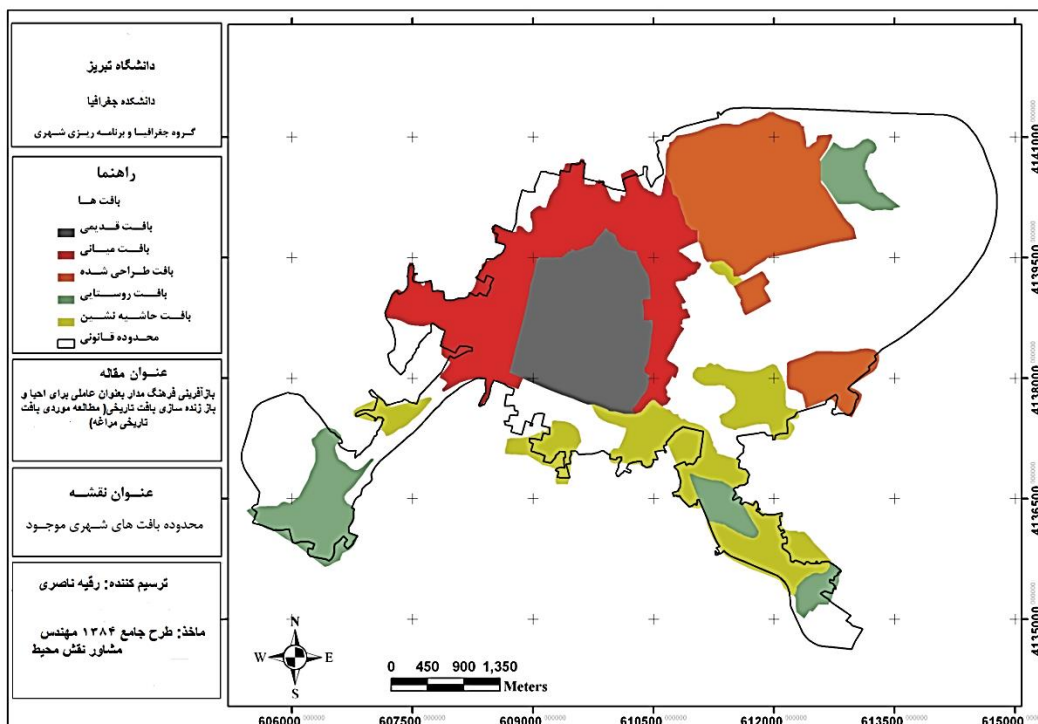 دانشگاه تبریز
دانشکده جغرافیا
گروه جغرافیا و برنامه ریزی شهری
راهنما
بافت ها
بافت قدیمی
بافت میانی
بافت طراحی شده
بافت روستایی
بافت حاشیه نشین
محدوده قانونی
عنوان مقاله
بازآفرینی فرهنگ مدار بعنوان عاملی برای احیا و
باز زنده سازی بافت تاریخی( مطالعه موردی بافت
تاریخی مراغه)
عنوان نقشه
محدوده بافت های شهری موجود
ترسیم کننده: رقیه ناصری
ماخذ: طرح جامع ۱۳۸۴ مهندس
مشاور نقش محیط
N
W E
S
0 450 900 1,350
Meters
4141000
4139500
4138000
4136500
4135000
606000 607500 609000 610500 612000 613500 615000